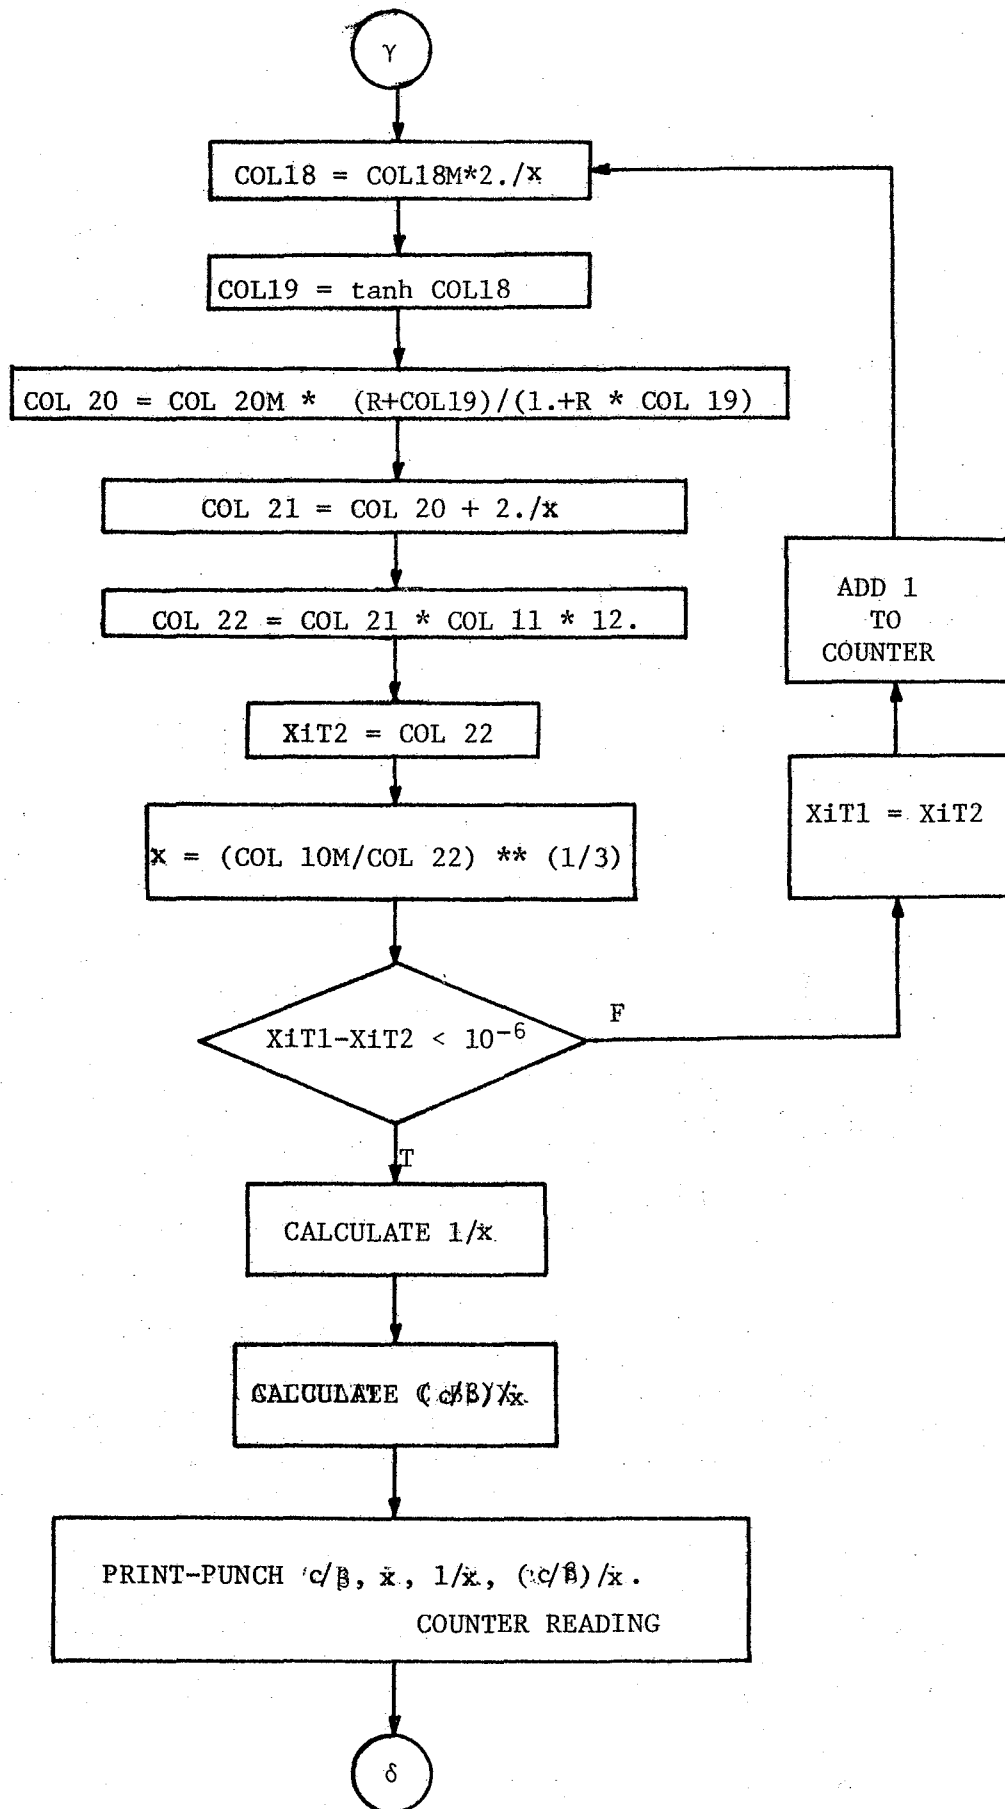 γ
COL18 = COL18M*2./x
COL19 = tanh COL18
COL 20 = COL 20M * (R+COL19)/(1.+R * COL 19)
COL 21 = COL 20 + 2./x
COL 22 = COL 21 * COL 11 * 12.
XiT2 = COL 22
x = (COL 10M/COL 22) ** (1/3)
XiT1-XiT2 < 10⁻⁶
F
XiT1 = XiT2
ADD 1
TO
COUNTER
T
CALCULATE 1/x
CALCULATE (c/β)/x
PRINT-PUNCH c/β, x, 1/x, (c/β)/x.
COUNTER READING
δ